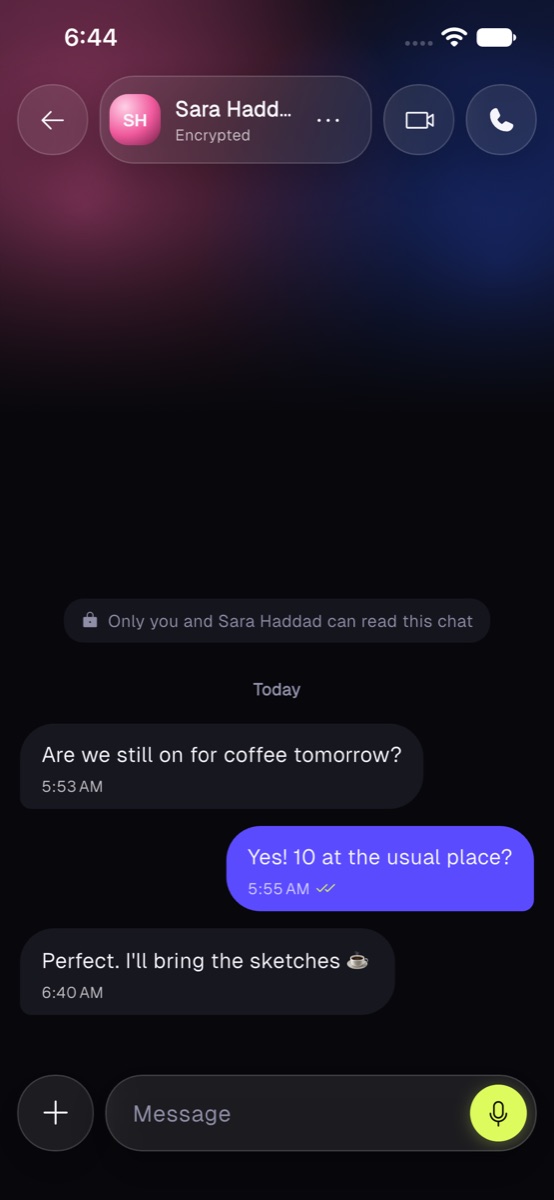 6:44
SH
Sara Hadd...
Encrypted
Only you and Sara Haddad can read this chat
Today
Are we still on for coffee tomorrow?
5:53 AM
Yes! 10 at the usual place?
5:55 AM
Perfect. I'll bring the sketches ☕
6:40 AM
Message